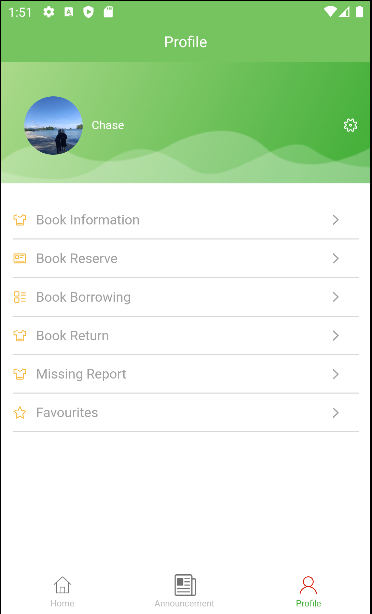 1:51
Profile
Chase
Book Information
Book Reserve
Book Borrowing
Book Return
Missing Report
Favourites
Home
Announcement
Profile